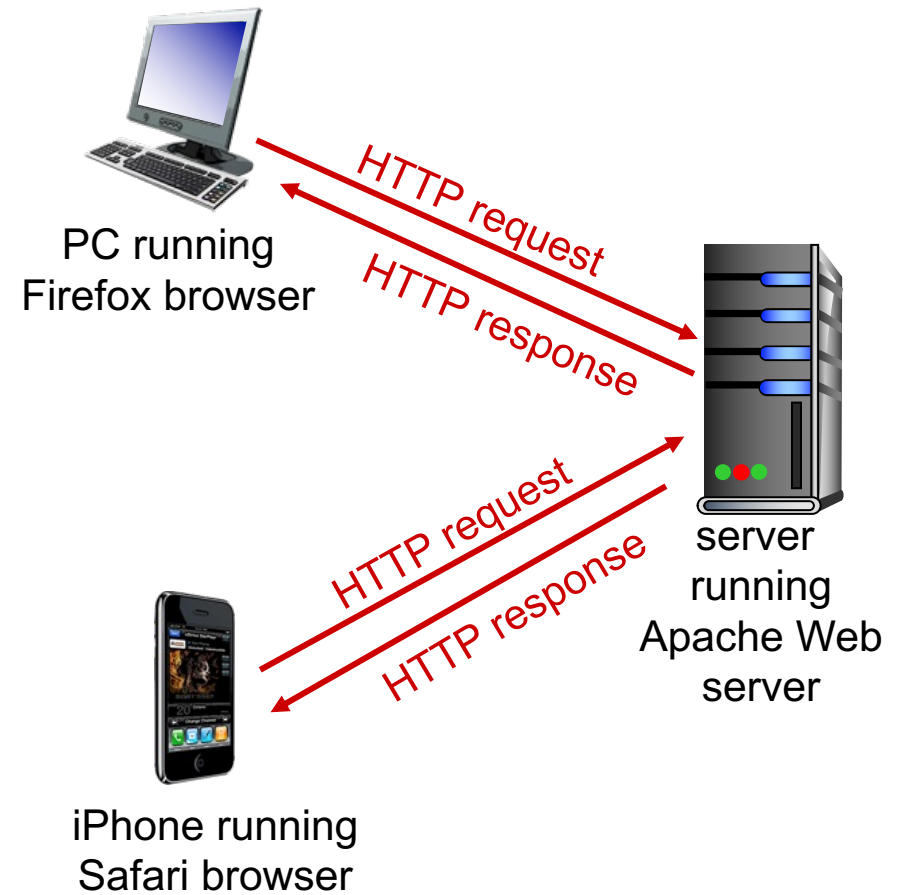 HTTP request
HTTP response
PC running
Firefox browser
HTTP request
HTTP response
server
running
Apache Web
server
iPhone running
Safari browser